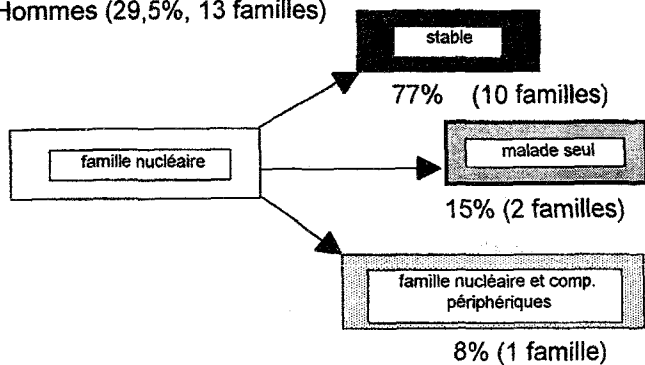 Hommes (29,5%, 13 familles)
stable
77% (10 familles)
famille nucléaire
malade seul
15% (2 familles)
famille nucléaire et comp.
périphériques
8% (1 famille)